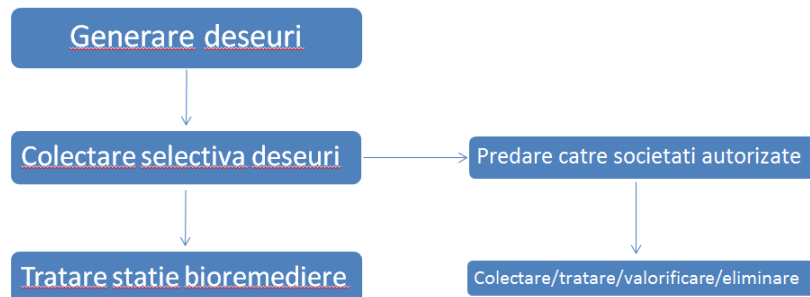 Generare deseuri
Colectare selectiva deseuri
Predare catre societati autorizate
Tratare statie bioremediere
Colectare/tratare/valorificare/eliminare